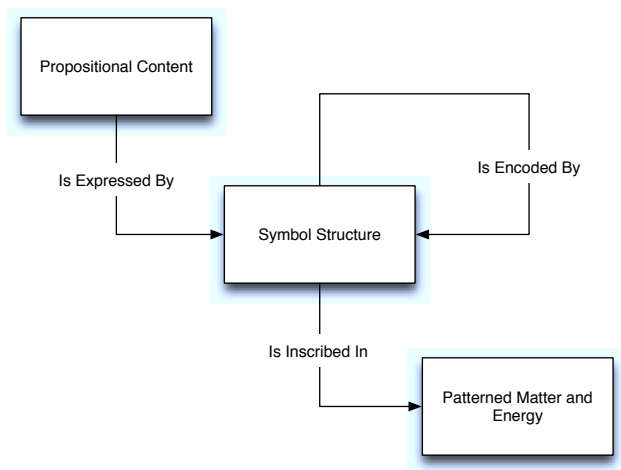 Propositional Content
Is Expressed By
Is Encoded By
Symbol Structure
Is Inscribed In
Patterned Matter and
Energy